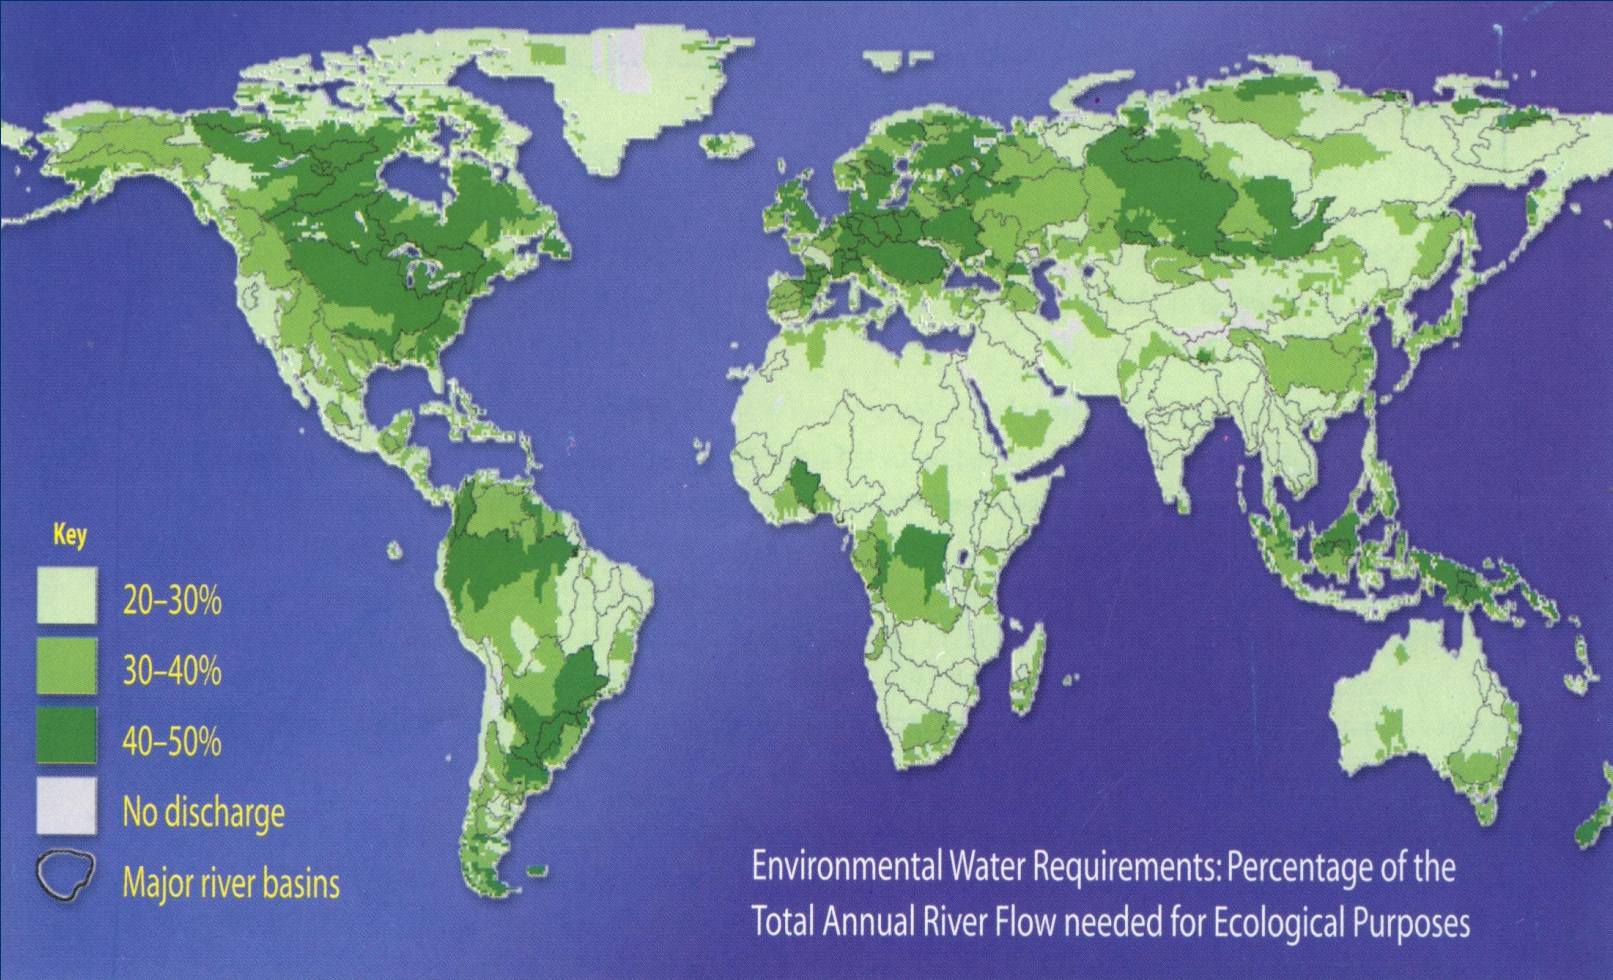 Key
20–30%
30–40%
40–50%
No discharge
Major river basins
Environmental Water Requirements: Percentage of the
Total Annual River Flow needed for Ecological Purposes